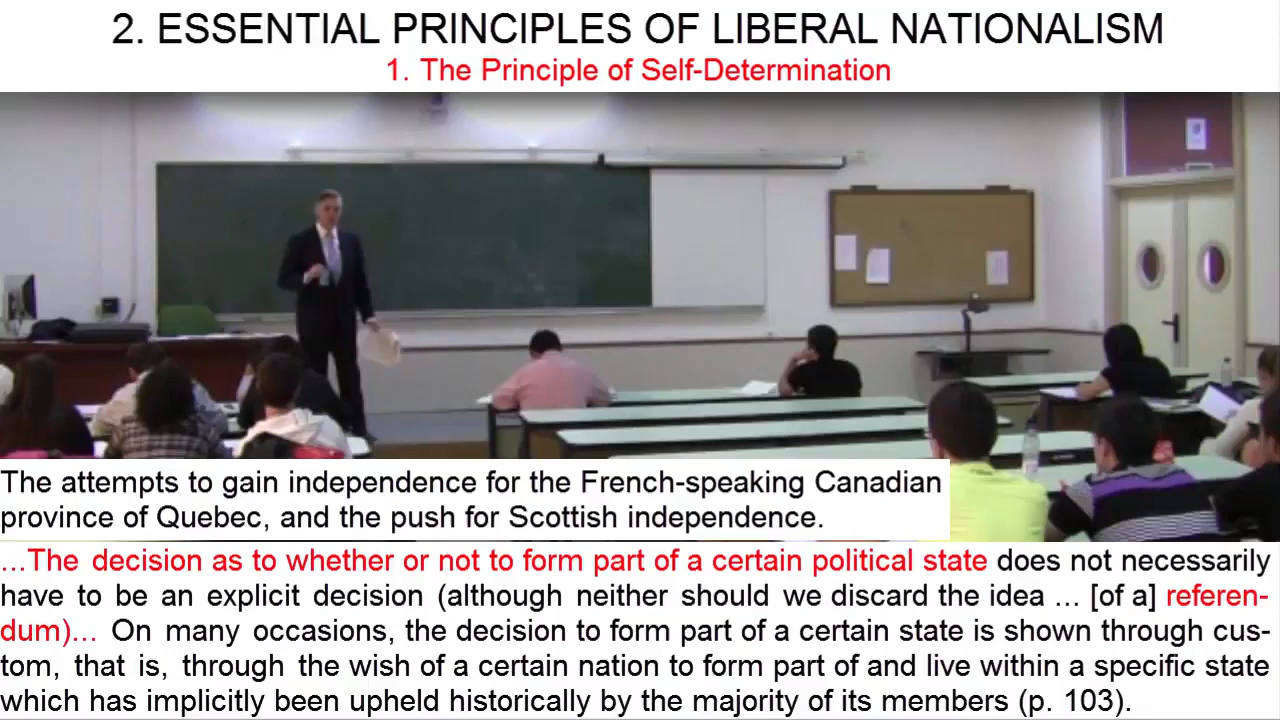 2. ESSENTIAL PRINCIPLES OF LIBERAL NATIONALISM
1. The Principle of Self-Determination
The attempts to gain independence for the French-speaking Canadian
province of Quebec, and the push for Scottish independence.
...The decision as to whether or not to form part of a certain political state does not necessarily
have to be an explicit decision (although neither should we discard the idea ... [of a] referen-
dum)... On many occasions, the decision to form part of a certain state is shown through cus-
tom, that is, through the wish of a certain nation to form part of and live within a specific state
which has implicitly been upheld historically by the majority of its members (p. 103).